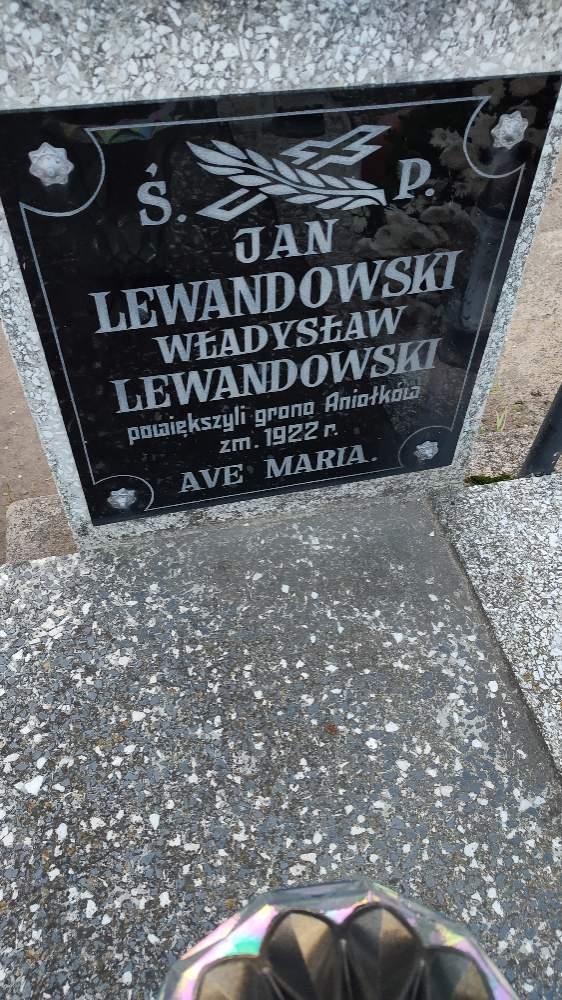 Ś. P.
JAN
LEWANDOWSKI
WŁADYSŁAW
LEWANDOWSKI
powiększyli grono Aniołków
zm. 1922 r.
AVE MARIA.